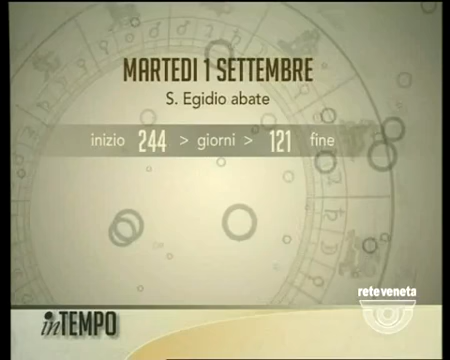 MARTEDI 1 SETTEMBRE
S. Egidio abate
inizio 244 > giorni > 121 fine
reteveneta
inTEMPO